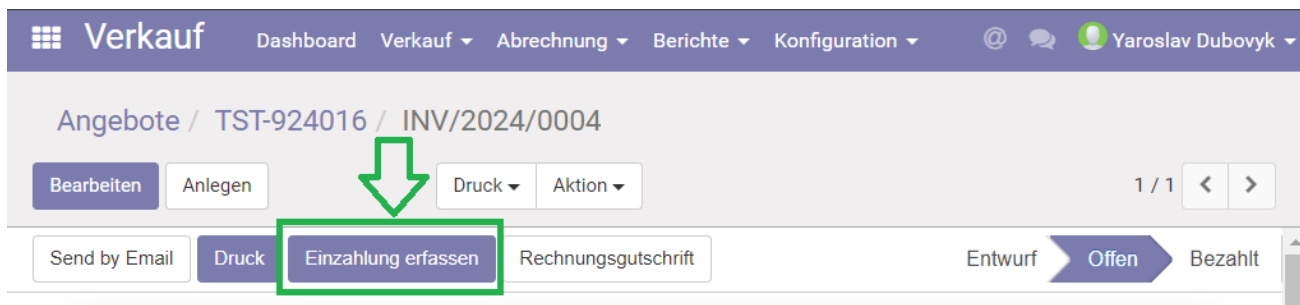 Verkauf Dashboard Verkauf Abrechnung Berichte Konfiguration @ Yaroslav Dubovyk
Angebote / TST-924016 / INV/2024/0004
Bearbeiten Anlegen Druck Aktion 1 / 1
Send by Email Druck Einzahlung erfassen Rechnungsgutschrift Entwurf Offen Bezahlt